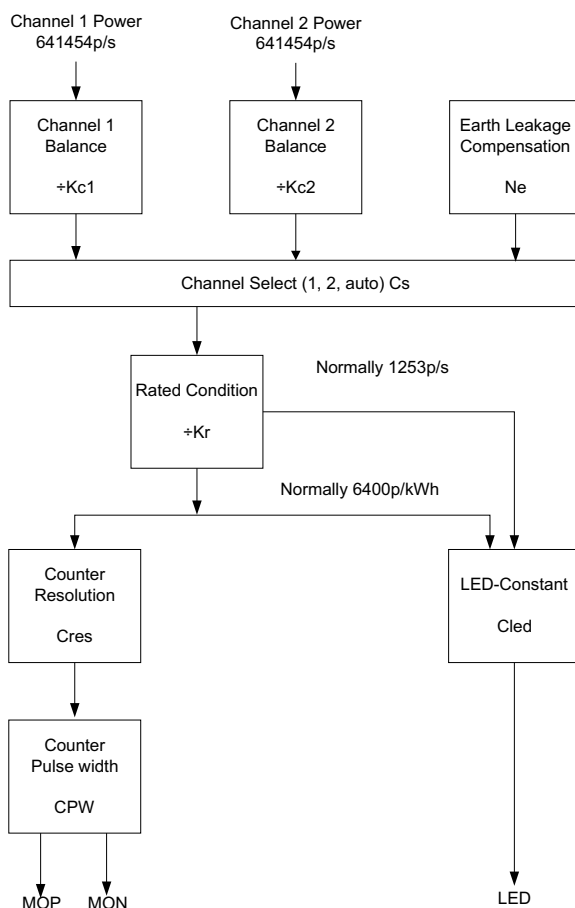 Channel 1 Power
641454p/s
Channel 2 Power
641454p/s
Channel 1
Balance
÷Kc1
Channel 2
Balance
÷Kc2
Earth Leakage
Compensation
Ne
Channel Select (1, 2, auto) Cs
Rated Condition
÷Kr
Normally 1253p/s
Normally 6400p/kWh
Counter
Resolution
Cres
LED-Constant
Cled
Counter
Pulse width
CPW
MOP
MON
LED